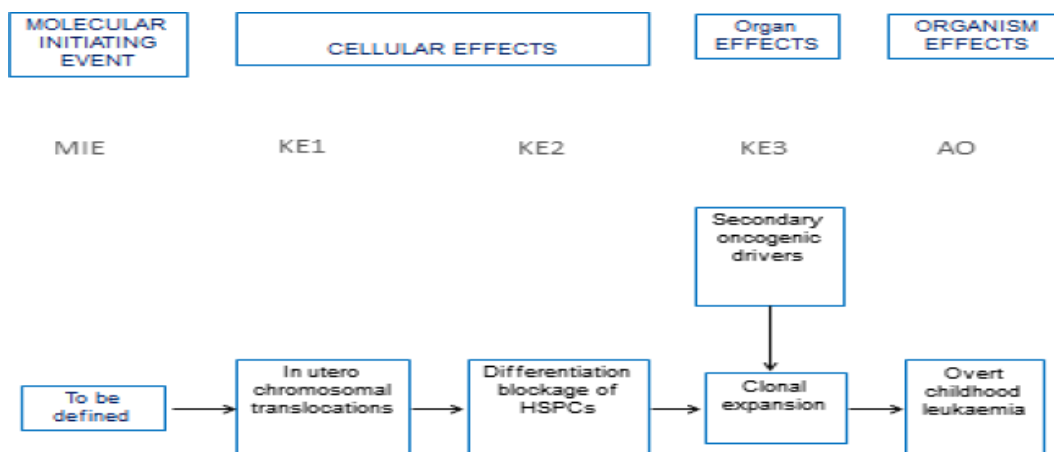 MOLECULAR
INITIATING
EVENT
CELLULAR EFFECTS
Organ
EFFECTS
ORGANISM
EFFECTS
MIE
KE1
KE2
KE3
AO
Secondary
oncogenic
drivers
To be
defined
In utero
chromosomal
translocations
Differentiation
blockage of
HSPCs
Clonal
expansion
Overt
childhood
leukaemia